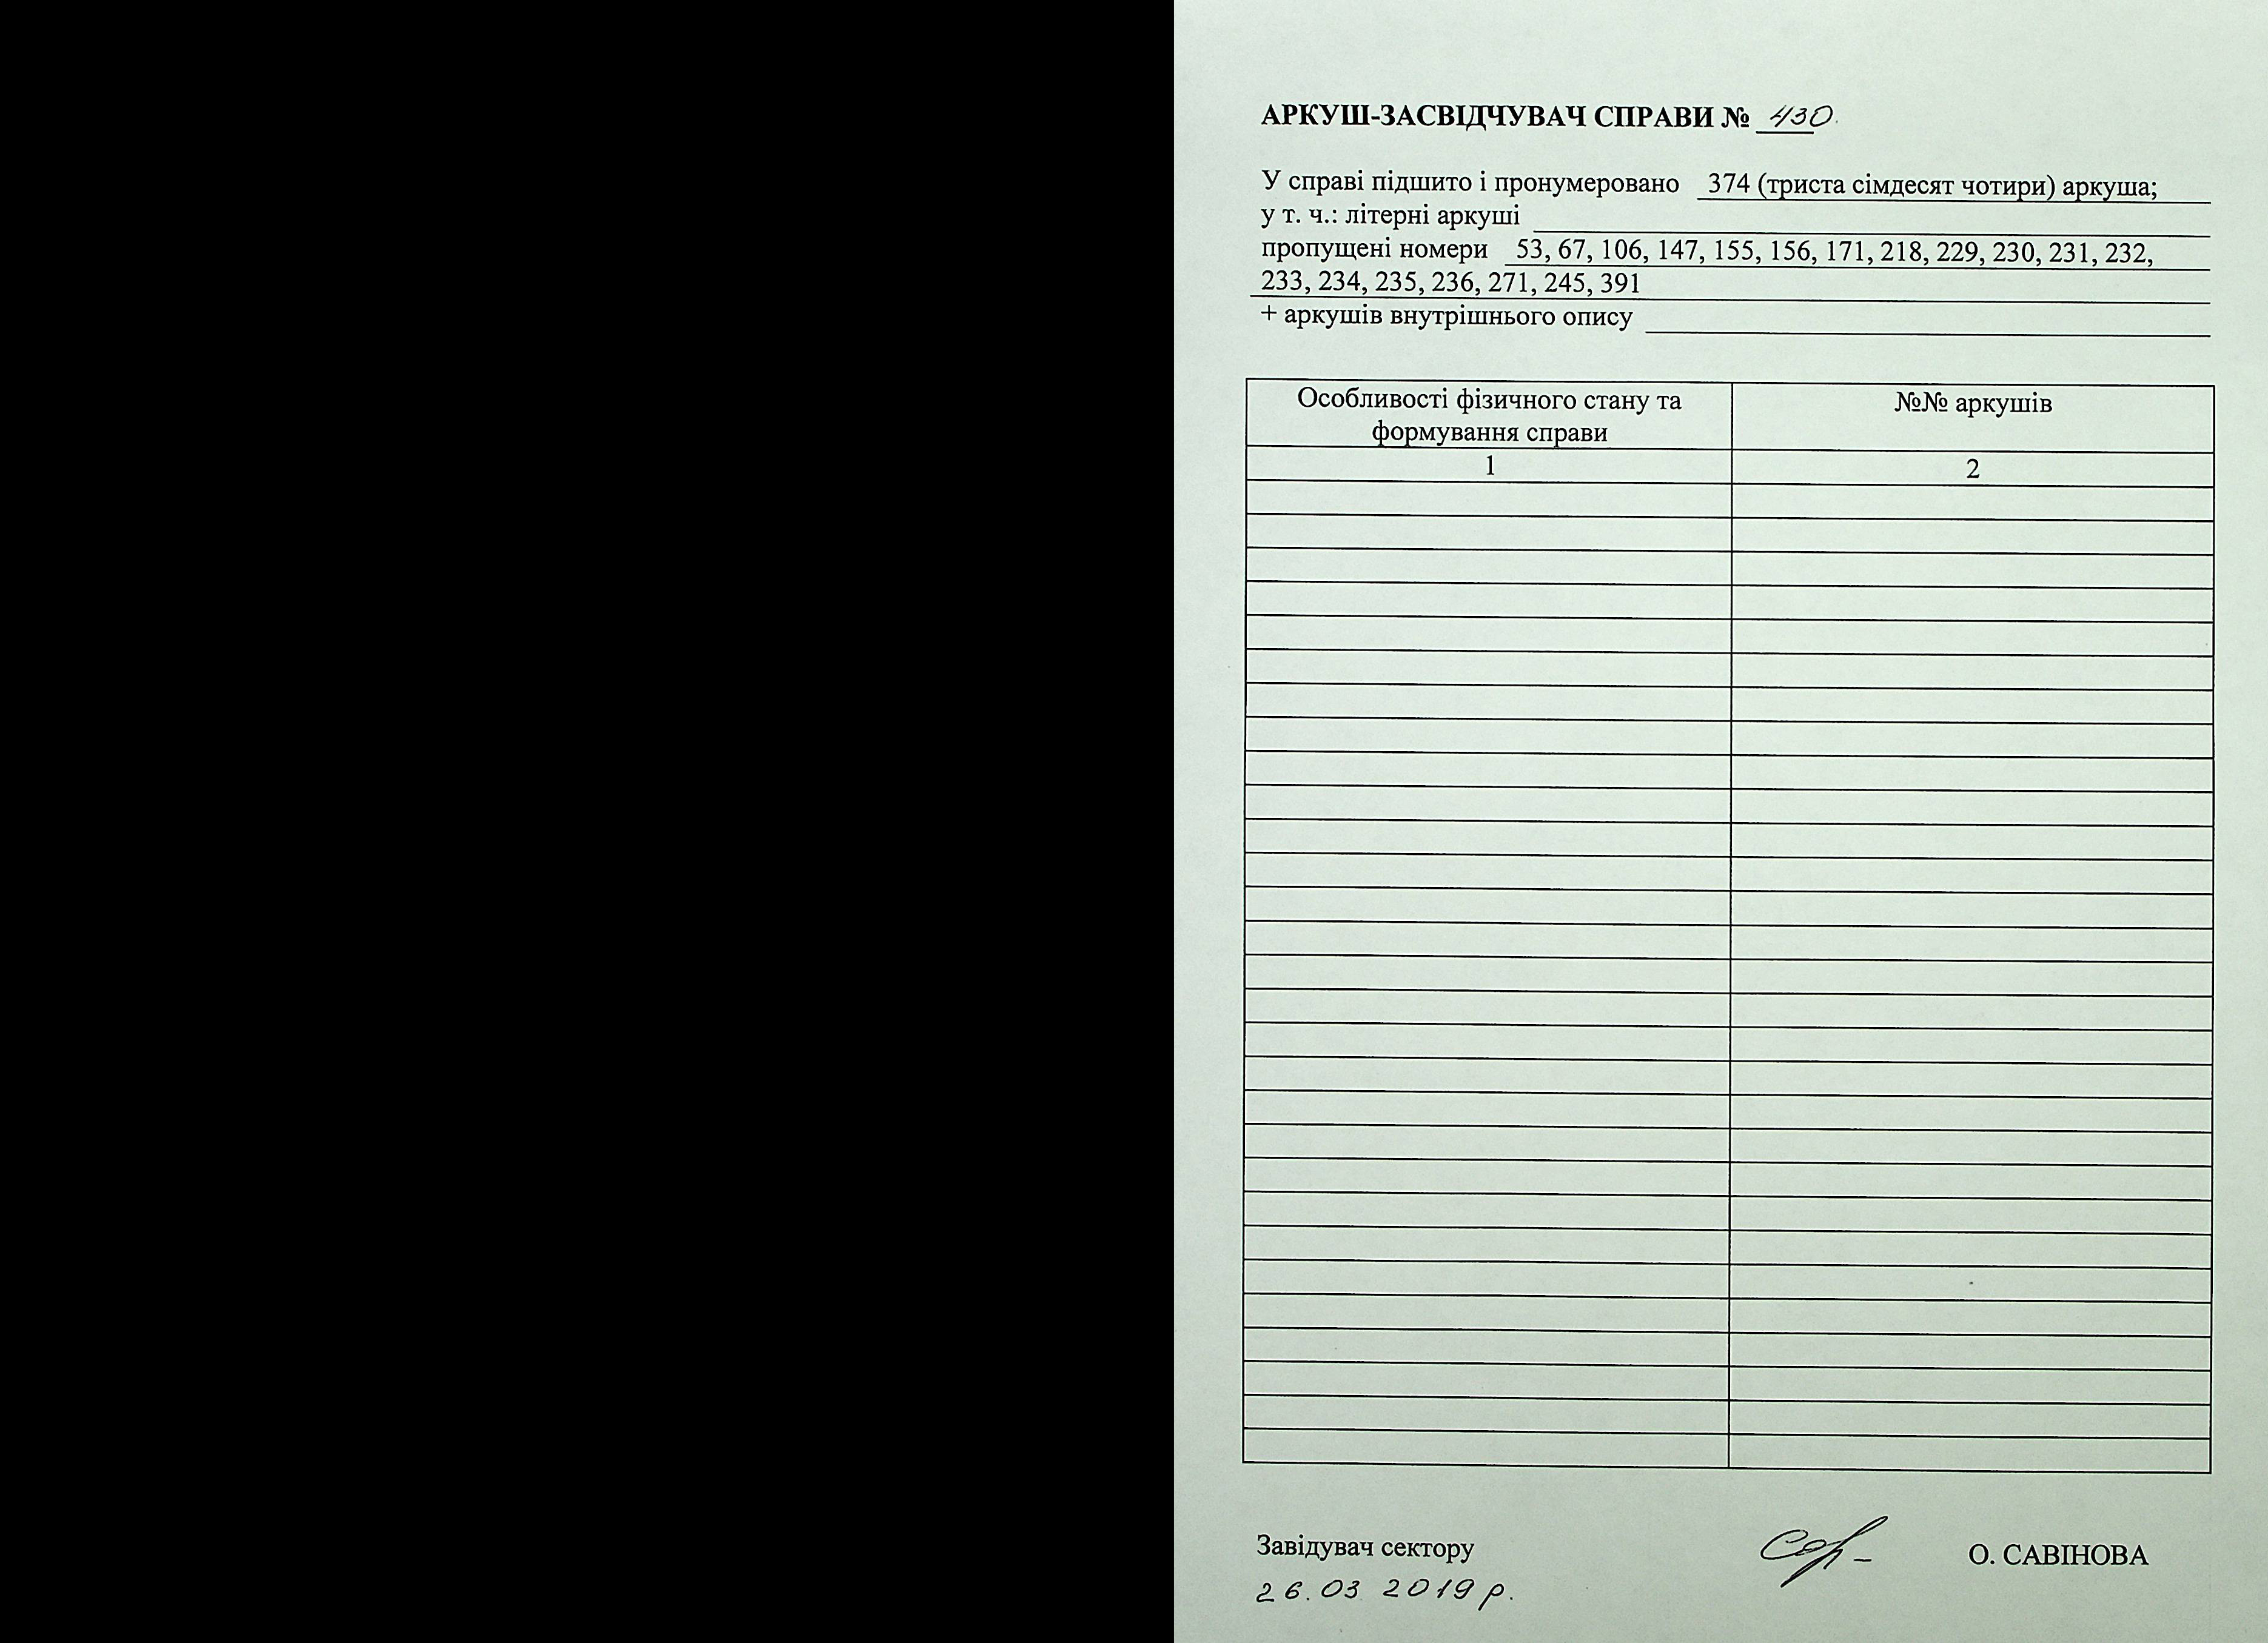 АРКУШ-ЗАСВІДЧУВАЧ СПРАВИ № 430.
У справі підшито і пронумеровано 374 (триста сімдесят чотири) аркуша;
у т. ч.: літерні аркуші
пропущені номери 53, 67, 106, 147, 155, 156, 171, 218, 229, 230, 231, 232,
233, 234, 235, 236, 271, 245, 391
+ аркушів внутрішнього опису
Особливості фізичного стану та
формування справи
№№ аркушів
1 2
Завідувач сектору О. САВІНОВА
26.03 2019 р.